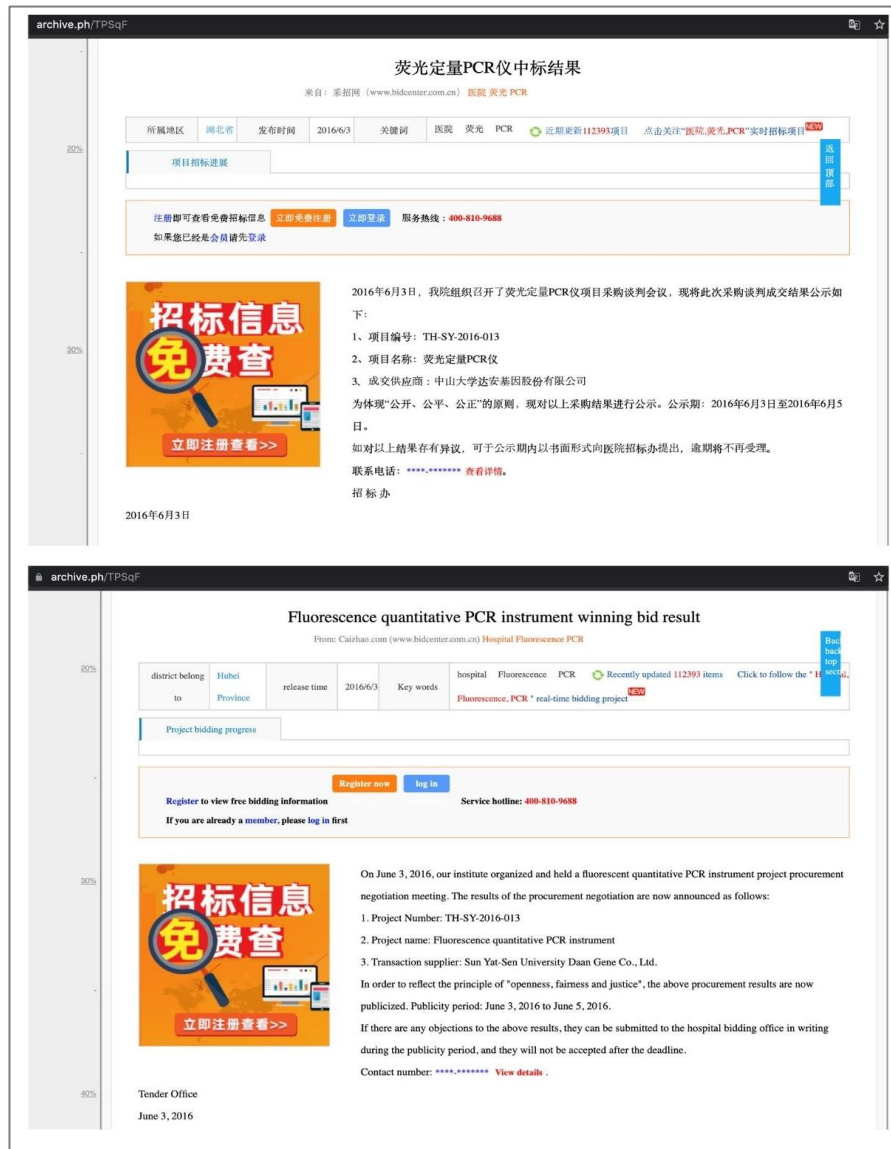 archive.ph/TPSqF
荧光定量PCR仪中标结果
来自：采招网（www.bidcenter.com.cn） 医院 荧光 PCR
所属地区 湖北省 发布时间 2016/6/3 关键词 医院 荧光 PCR 近期更新112393项目 点击关注“医院,荧光,PCR”实时招标项目 NEW
20%
返回顶部
项目招标进展
注册即可查看免费招标信息 立即免费注册 立即登录 服务热线：400-810-9688
如果您已经是会员请先登录
2016年6月3日，我院组织召开了荧光定量PCR仪项目采购谈判会议，现将此次采购谈判成交结果公示如
下：
1、项目编号：TH-SY-2016-013
2、项目名称：荧光定量PCR仪
3、成交供应商：中山大学达安基因股份有限公司
为体现“公开、公平、公正”的原则，现对以上采购结果进行公示。公示期：2016年6月3日至2016年6月5
日。
如对以上结果存有异议，可于公示期内以书面形式向医院招标办提出，逾期将不再受理。
联系电话：****-******* 查看详情。
招 标 办
招标信息
免费查
立即注册查看>>
30%
2016年6月3日
archive.ph/TPSqF
Fluorescence quantitative PCR instrument winning bid result
From: Caizhao.com (www.bidcenter.com.cn) Hospital Fluorescence PCR
Back
back
top
section
20%
district belong to Hubei Province release time 2016/6/3 Key words hospital Fluorescence PCR Recently updated 112393 items Click to follow the "
Fluorescence, PCR " real-time bidding project NEW
Project bidding progress
Register now log in
Register to view free bidding information Service hotline: 400-810-9688
If you are already a member, please log in first
30%
招标信息
免费查
立即注册查看>>
On June 3, 2016, our institute organized and held a fluorescent quantitative PCR instrument project procurement
negotiation meeting. The results of the procurement negotiation are now announced as follows:
1. Project Number: TH-SY-2016-013
2. Project name: Fluorescence quantitative PCR instrument
3. Transaction supplier: Sun Yat-Sen University Daan Gene Co., Ltd.
In order to reflect the principle of "openness, fairness and justice", the above procurement results are now
publicized. Publicity period: June 3, 2016 to June 5, 2016.
If there are any objections to the above results, they can be submitted to the hospital bidding office in writing
during the publicity period, and they will not be accepted after the deadline.
Contact number: ****-******* View details .
40%
Tender Office
June 3, 2016